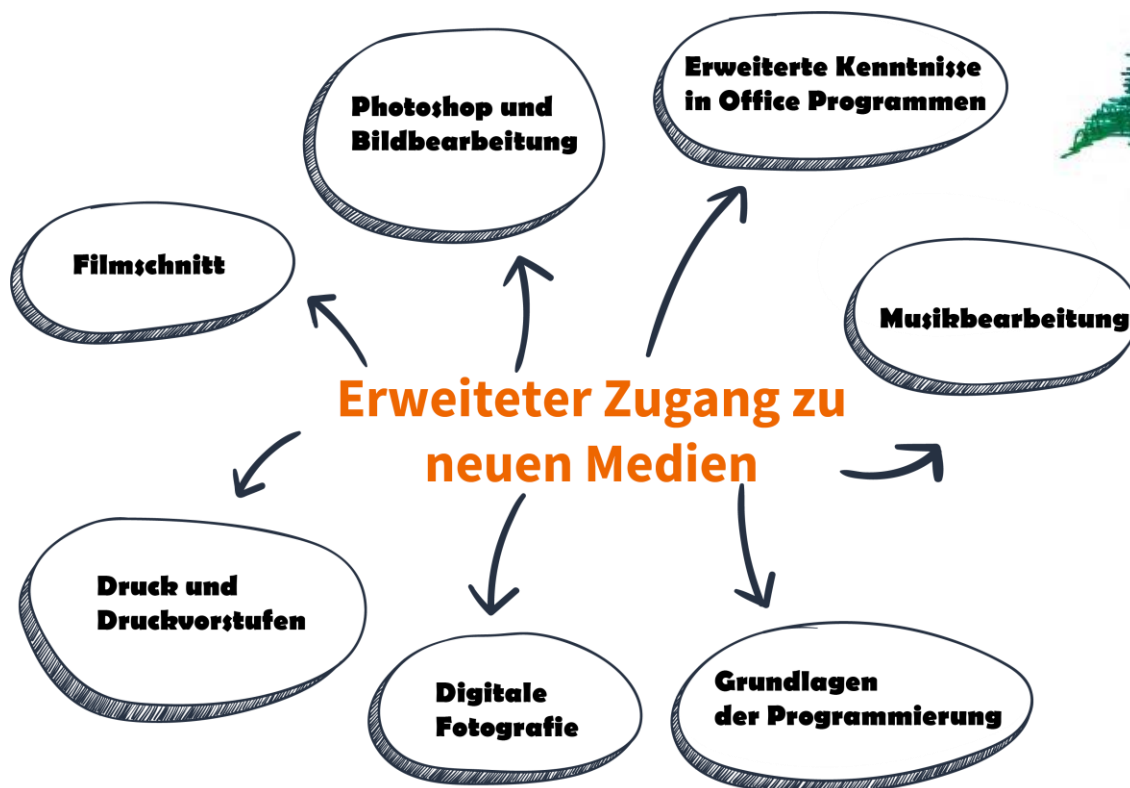 Erweiterte Kenntnisse
in Office Programmen
Photoshop und
Bildbearbeitung
Filmschnitt
Musikbearbeitung
Erweiteter Zugang zu
neuen Medien
Druck und
Druckvorstufen
Digitale
Fotografie
Grundlagen
der Programmierung